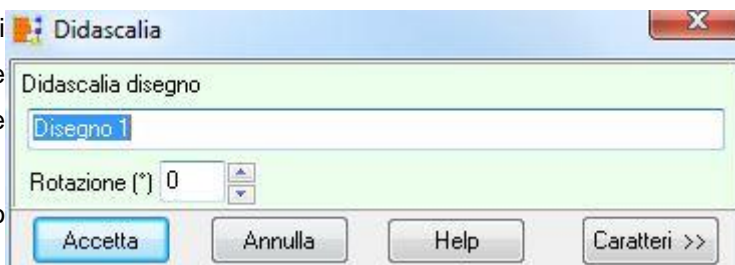 Didascalia
Didascalia disegno
Disegno 1
Rotazione (°) 0
Accetta Annulla Help Caratteri >>